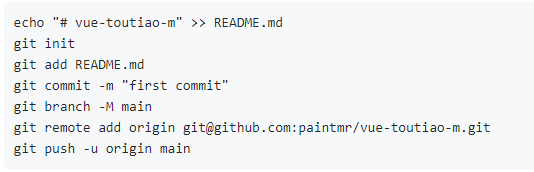 echo "# vue-toutiao-m" >> README.md
git init
git add README.md
git commit -m "first commit"
git branch -M main
git remote add origin git@github.com:paintmr/vue-toutiao-m.git
git push -u origin main